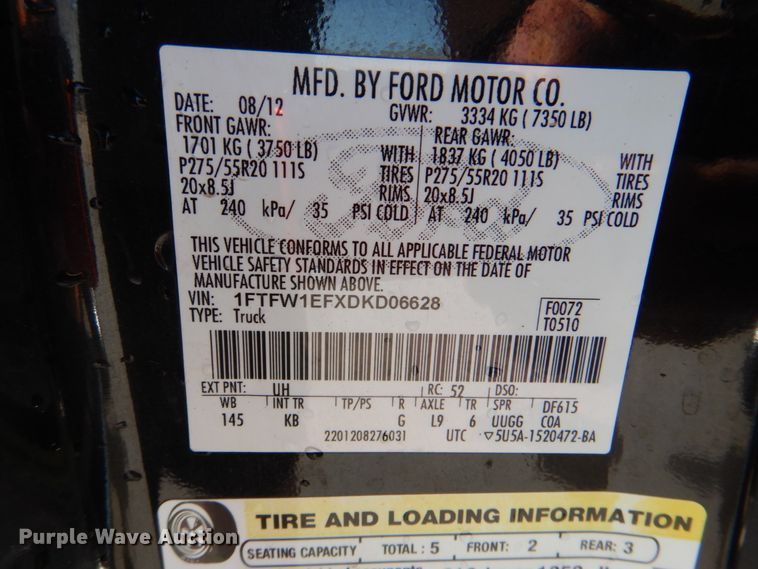 MFD. BY FORD MOTOR CO.
DATE: 08/12 GVWR: 3334 KG ( 7350 LB)
FRONT GAWR: REAR GAWR:
1701 KG ( 3750 LB) WITH 1837 KG ( 4050 LB) WITH
P275/55R20 111S TIRES P275/55R20 111S TIRES
20x8.5J RIMS 20x8.5J RIMS
AT 240 kPa/ 35 PSI COLD AT 240 kPa/ 35 PSI COLD
THIS VEHICLE CONFORMS TO ALL APPLICABLE FEDERAL MOTOR
VEHICLE SAFETY STANDARDS IN EFFECT ON THE DATE OF
MANUFACTURE SHOWN ABOVE.
VIN: 1FTFW1EFXDKD06628 F0072
TYPE: Truck T0510
EXT PNT: UH RC: 52 DSO:
WB INT TR TP/PS R AXLE TR SPR DF615
145 KB G L9 6 UUGG COA
2201208276031 UTC ▽5U5A-1520472-BA
TIRE AND LOADING INFORMATION
SEATING CAPACITY TOTAL : 5 FRONT: 2 REAR: 3
Purple Wave Auction